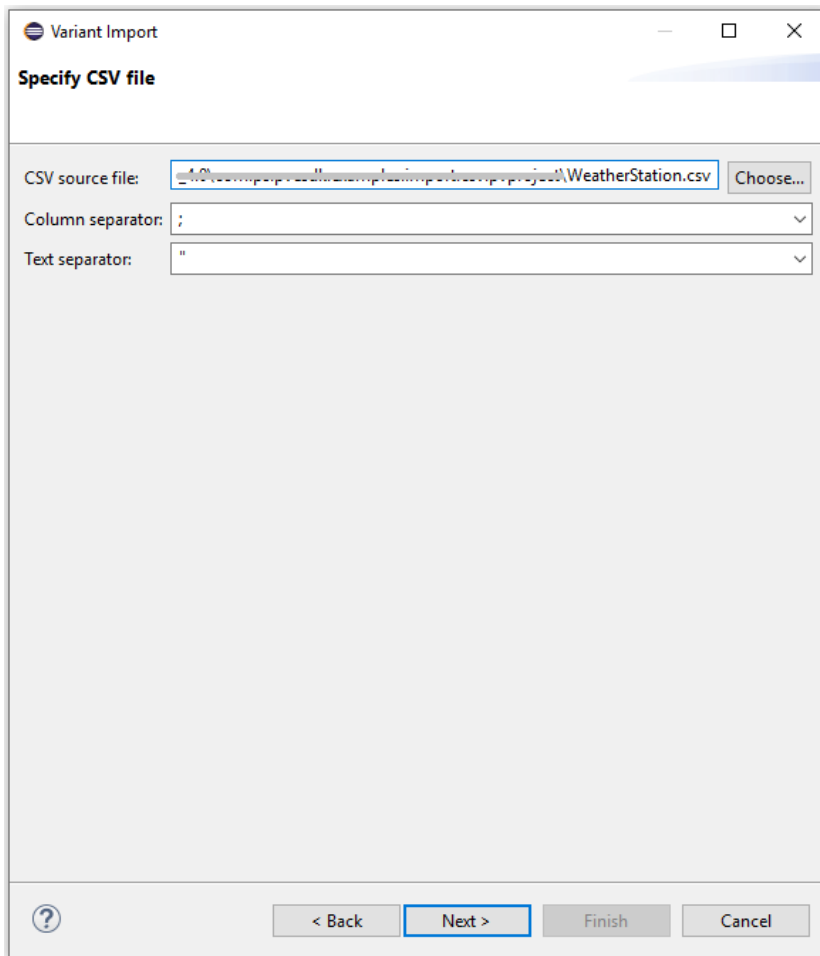 Variant Import
Specify CSV file
CSV source file: \WeatherStation.csv Choose...
Column separator: ;
Text separator: "
? < Back Next > Finish Cancel